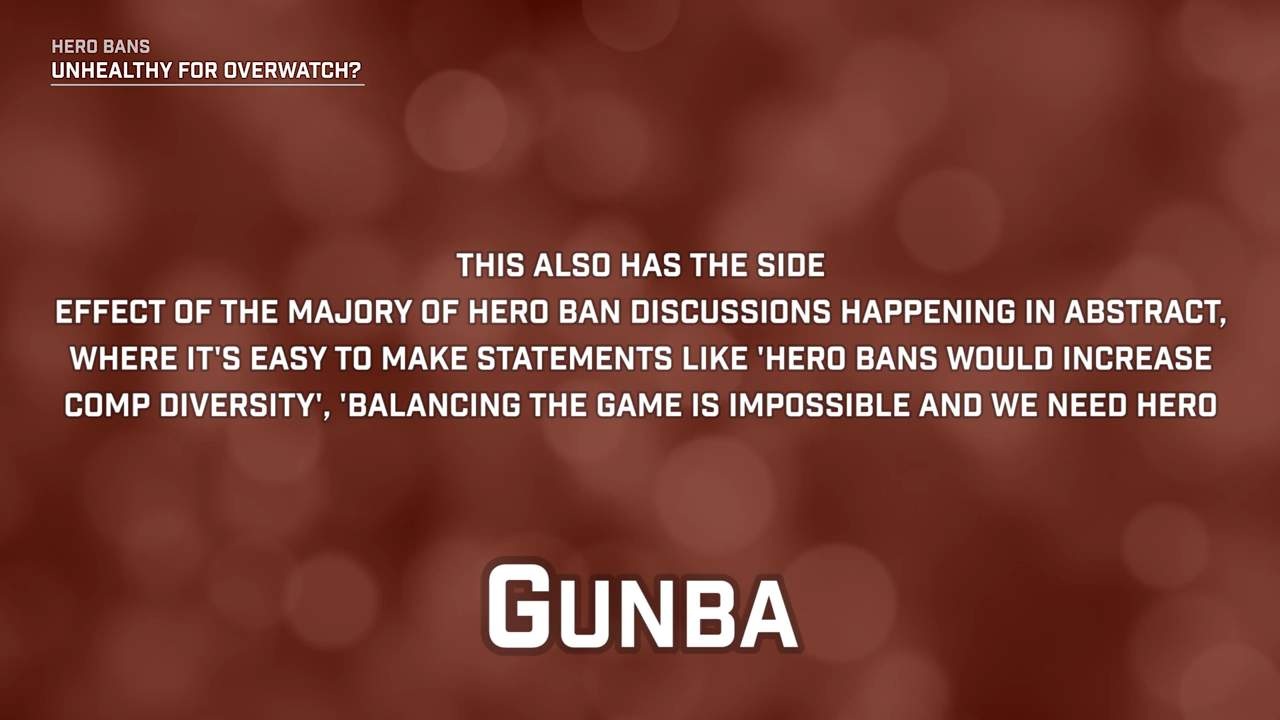 HERO BANS
UNHEALTHY FOR OVERWATCH?
THIS ALSO HAS THE SIDE
EFFECT OF THE MAJORY OF HERO BAN DISCUSSIONS HAPPENING IN ABSTRACT,
WHERE IT'S EASY TO MAKE STATEMENTS LIKE 'HERO BANS WOULD INCREASE
COMP DIVERSITY', 'BALANCING THE GAME IS IMPOSSIBLE AND WE NEED HERO
GUNBA